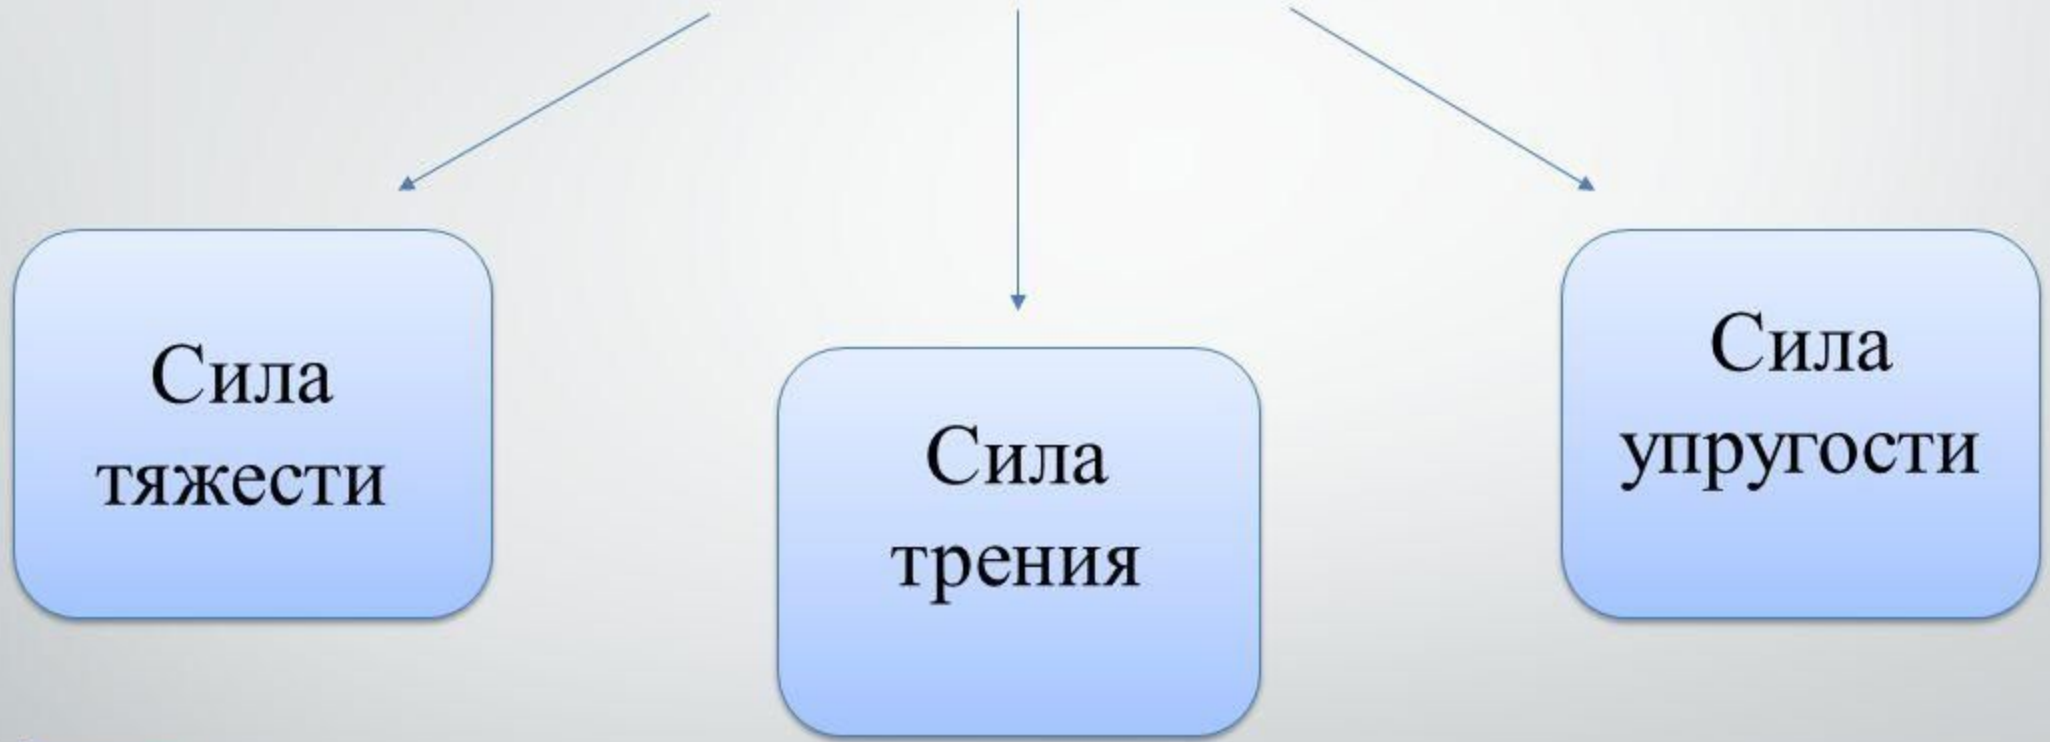 Сила
тяжести
Сила
трения
Сила
упругости